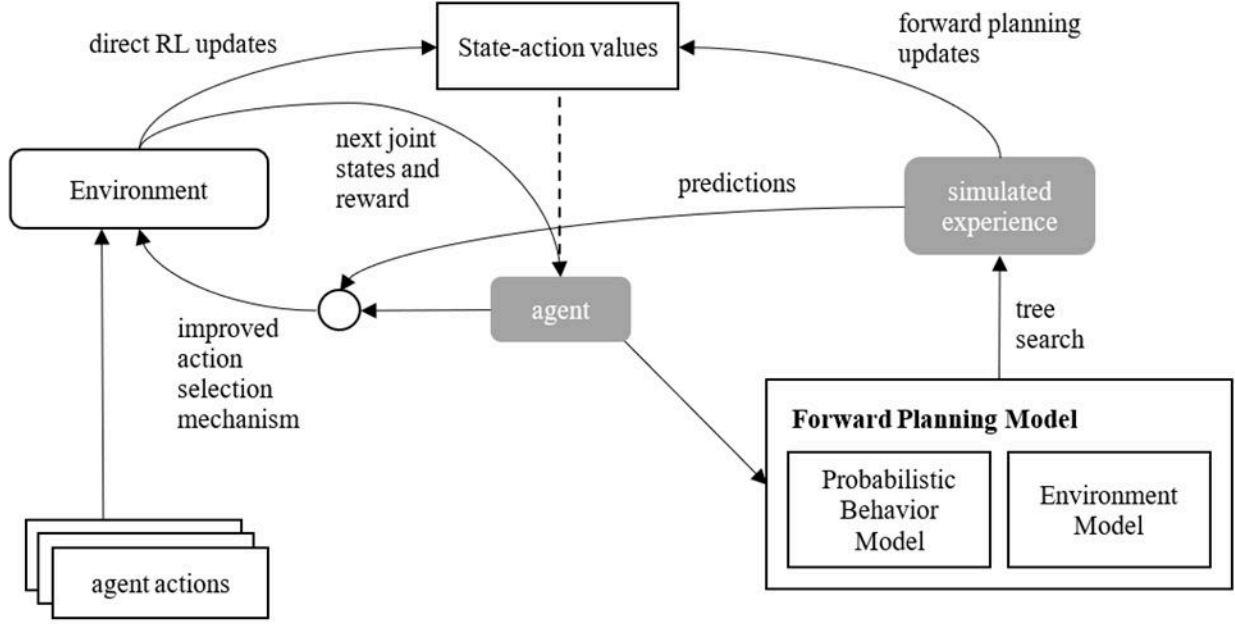 direct RL updates
State-action values
forward planning
updates
next joint
states and
reward
Environment
predictions
simulated
experience
agent
improved
action
selection
mechanism
tree
search
Forward Planning Model
Probabilistic
Behavior
Model
Environment
Model
agent actions